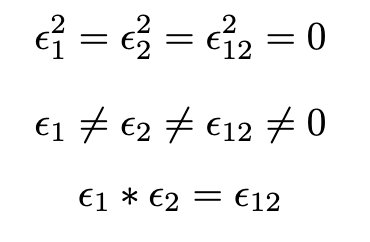 ϵ₁² = ϵ₂² = ϵ₁₂² = 0
ϵ₁ ≠ ϵ₂ ≠ ϵ₁₂ ≠ 0
ϵ₁ ∗ ϵ₂ = ϵ₁₂